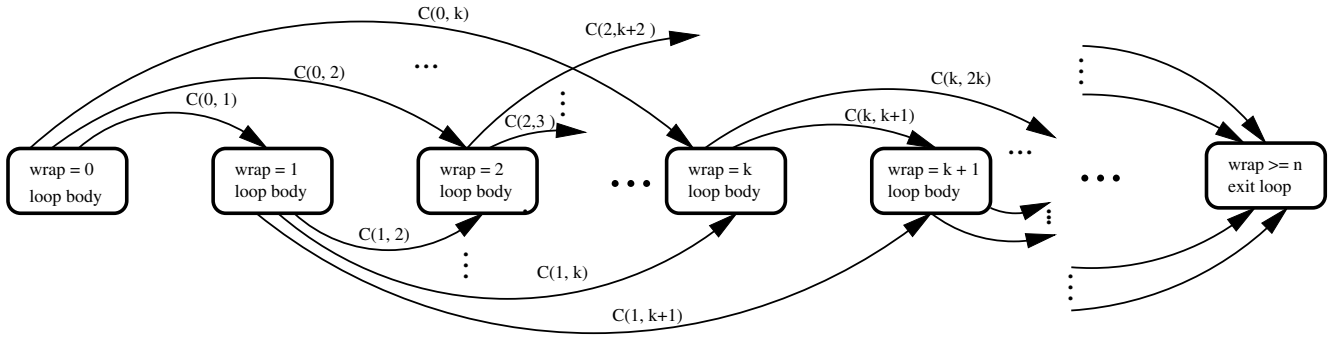 C(0, k)
C(2,k+2 )
...
C(0, 2)
C(k, 2k)
C(0, 1)
C(2,3 )
C(k, k+1)
wrap = 0
loop body
wrap = 1
loop body
wrap = 2
loop body
...
wrap = k
loop body
wrap = k + 1
loop body
...
...
wrap >= n
exit loop
C(1, 2)
C(1, k)
C(1, k+1)